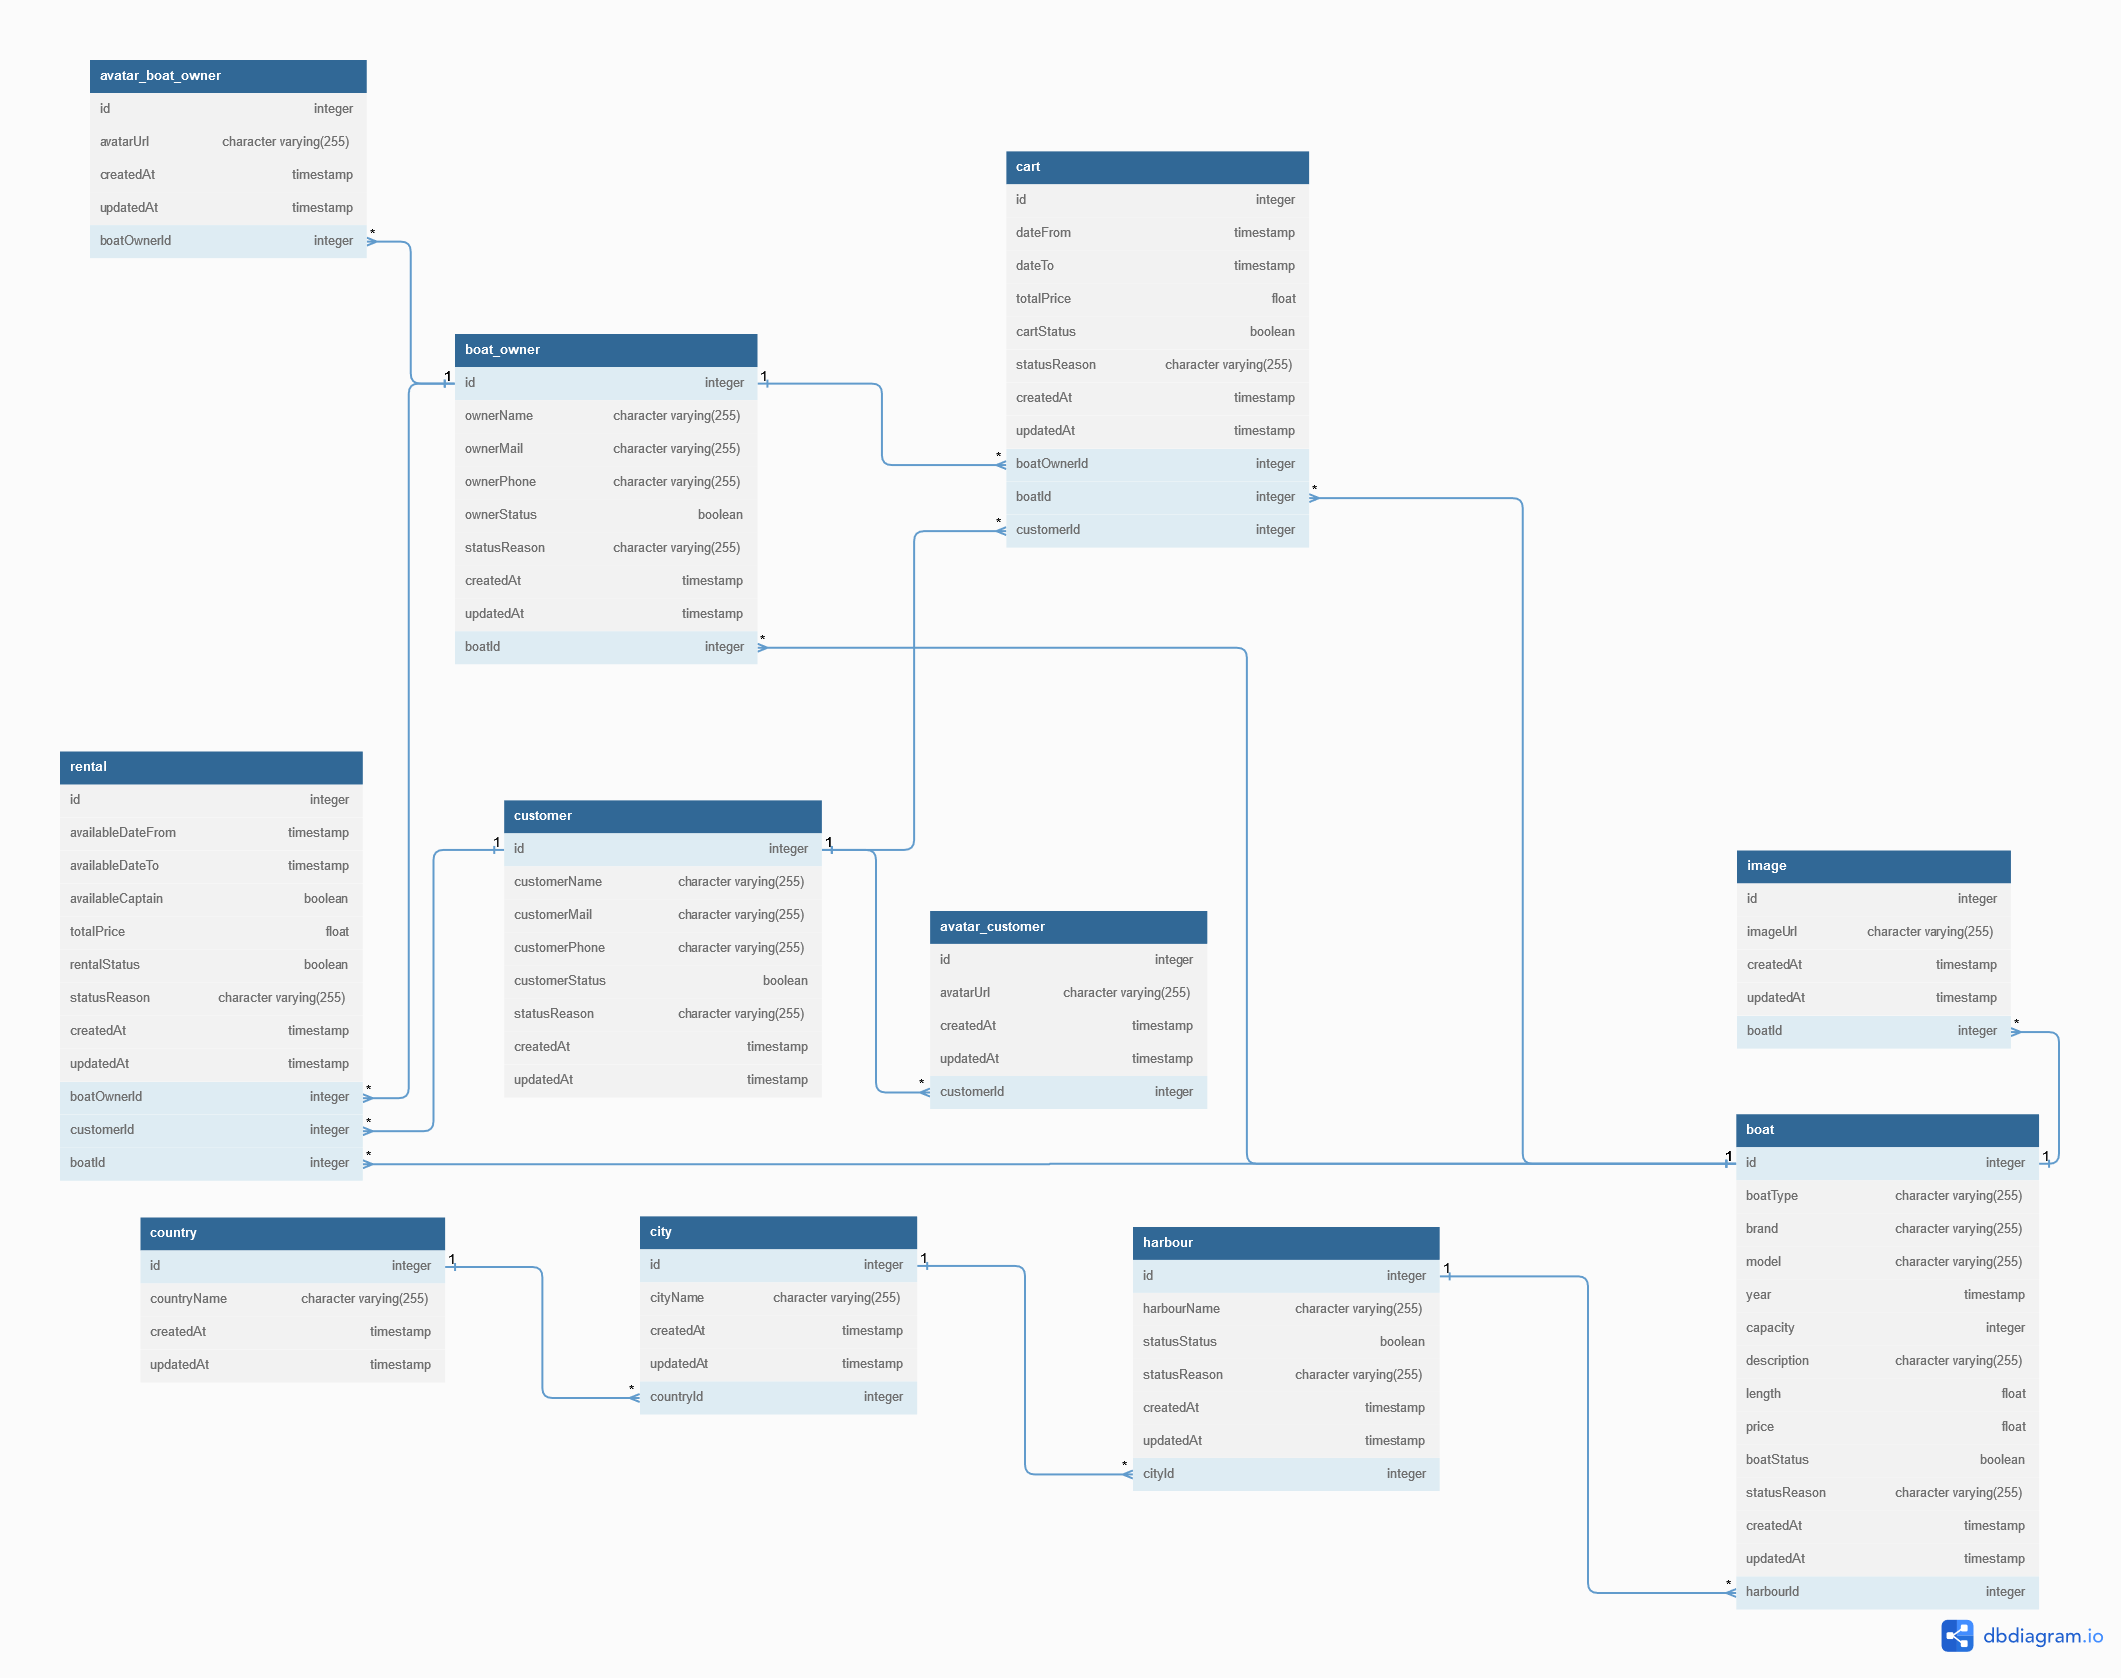 avatar_boat_owner
id integer
avatarUrl character varying(255)
createdAt timestamp
updatedAt timestamp
boatOwnerId integer
*
cart
id integer
dateFrom timestamp
dateTo timestamp
totalPrice float
cartStatus boolean
statusReason character varying(255)
createdAt timestamp
updatedAt timestamp
* boatOwnerId integer
boatId integer *
* customerId integer
boat_owner
1 id integer 1
ownerName character varying(255)
ownerMail character varying(255)
ownerPhone character varying(255)
ownerStatus boolean
statusReason character varying(255)
createdAt timestamp
updatedAt timestamp
boatId integer *
rental
id integer
availableDateFrom timestamp
availableDateTo timestamp
availableCaptain boolean
totalPrice float
rentalStatus boolean
statusReason character varying(255)
createdAt timestamp
updatedAt timestamp
boatOwnerId integer *
customerId integer *
boatId integer *
customer
1 id integer 1
customerName character varying(255)
customerMail character varying(255)
customerPhone character varying(255)
customerStatus boolean
statusReason character varying(255)
createdAt timestamp
updatedAt timestamp
avatar_customer
id integer
avatarUrl character varying(255)
createdAt timestamp
updatedAt timestamp
* customerId integer
image
id integer
imageUrl character varying(255)
createdAt timestamp
updatedAt timestamp
boatId integer *
boat
1 id integer 1
boatType character varying(255)
brand character varying(255)
model character varying(255)
year timestamp
capacity integer
description character varying(255)
length float
price float
boatStatus boolean
statusReason character varying(255)
createdAt timestamp
updatedAt timestamp
* harbourId integer
country
id integer 1
countryName character varying(255)
createdAt timestamp
updatedAt timestamp
city
id integer 1
cityName character varying(255)
createdAt timestamp
updatedAt timestamp
* countryId integer
harbour
id integer 1
harbourName character varying(255)
statusStatus boolean
statusReason character varying(255)
createdAt timestamp
updatedAt timestamp
* cityId integer
dbdiagram.io